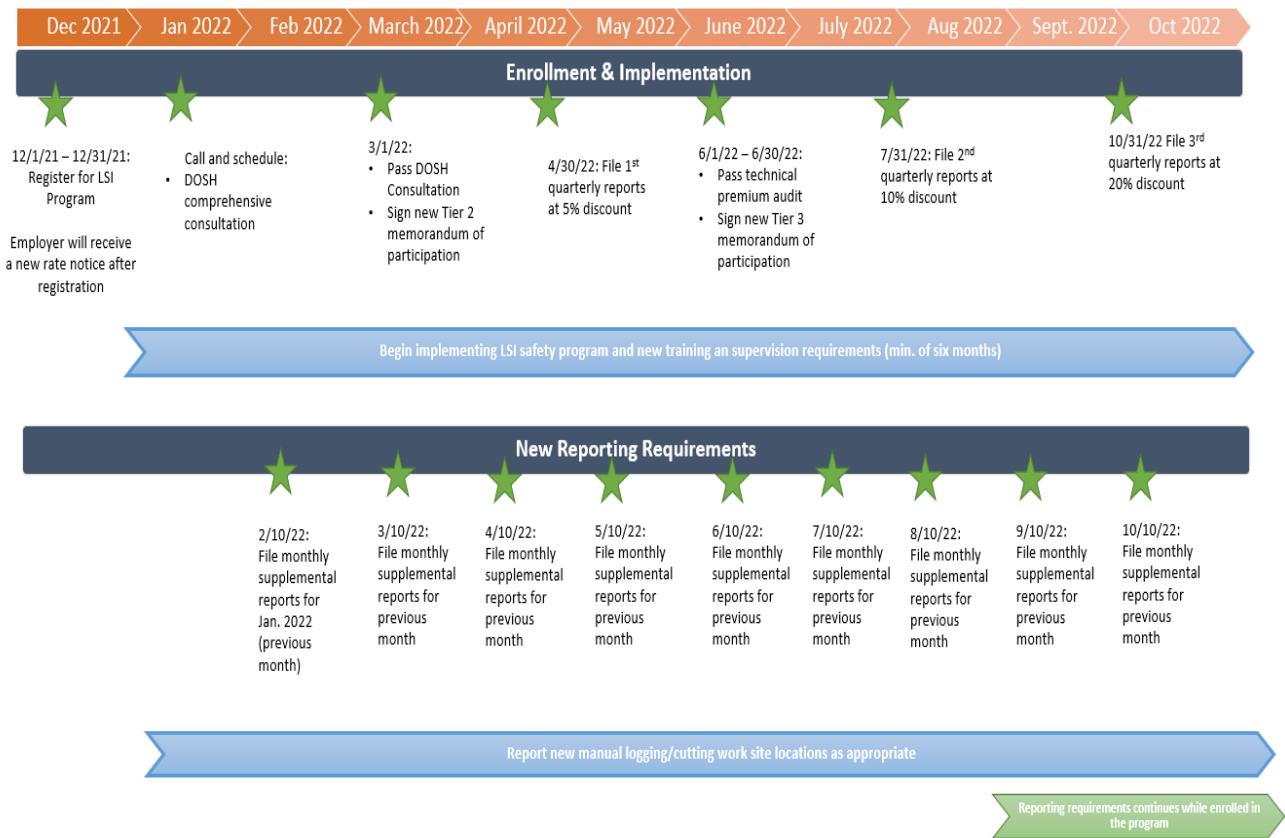 Dec 2021
Jan 2022
Feb 2022
March 2022
April 2022
May 2022
June 2022
July 2022
Aug 2022
Sept. 2022
Oct 2022
Enrollment & Implementation
12/1/21 – 12/31/21:
Register for LSI
Program
Employer will receive
a new rate notice after
registration
Call and schedule:
• DOSH
comprehensive
consultation
3/1/22:
• Pass DOSH
Consultation
• Sign new Tier 2
memorandum of
participation
4/30/22: File 1st
quarterly reports
at 5% discount
6/1/22 – 6/30/22:
• Pass technical
premium audit
• Sign new Tier 3
memorandum of
participation
7/31/22: File 2nd
quarterly reports at
10% discount
10/31/22 File 3rd
quarterly reports at
20% discount
Begin implementing LSI safety program and new training an supervision requirements (min. of six months)
New Reporting Requirements
2/10/22:
File monthly
supplemental
reports for
Jan. 2022
(previous
month)
3/10/22:
File monthly
supplemental
reports for
previous
month
4/10/22:
File monthly
supplemental
reports for
previous
month
5/10/22:
File monthly
supplemental
reports for
previous
month
6/10/22:
File monthly
supplemental
reports for
previous
month
7/10/22:
File monthly
supplemental
reports for
previous
month
8/10/22:
File monthly
supplemental
reports for
previous
month
9/10/22:
File monthly
supplemental
reports for
previous
month
10/10/22:
File monthly
supplemental
reports for
previous
month
Report new manual logging/cutting work site locations as appropriate
Reporting requirements continues while enrolled in
the program